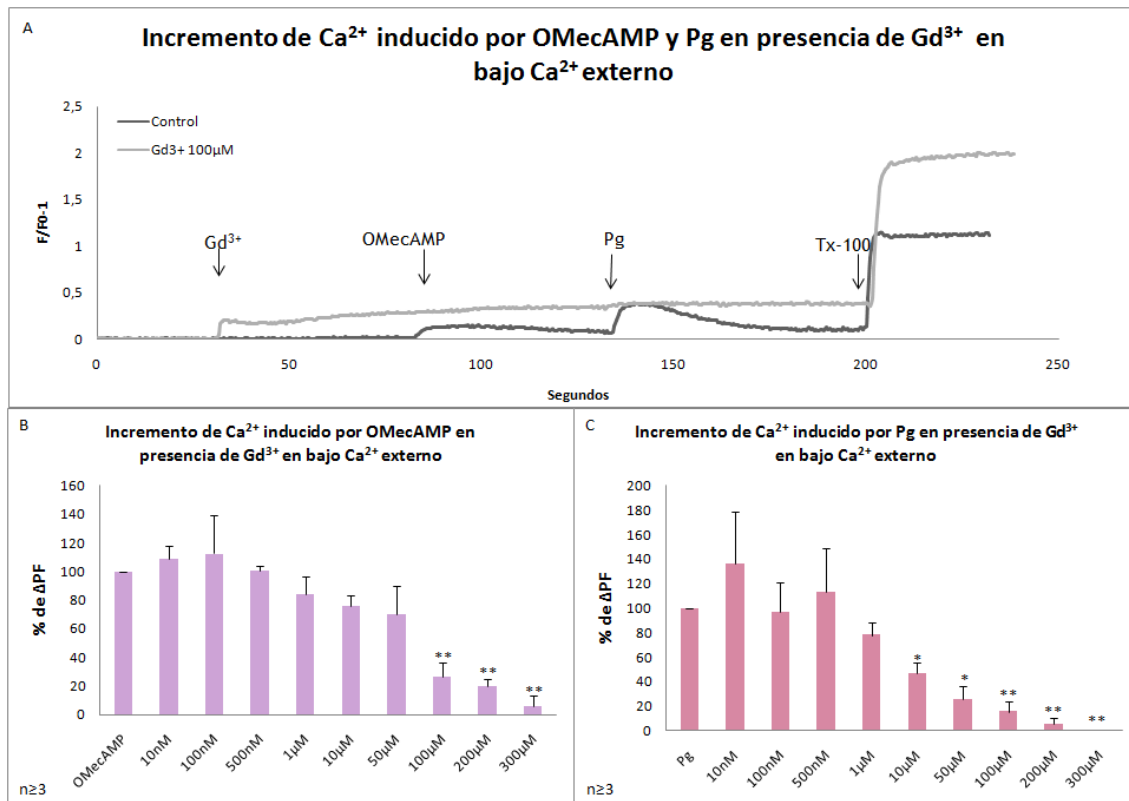 A
Incremento de Ca²⁺ inducido por OMecAMP y Pg en presencia de Gd³⁺ en
bajo Ca²⁺ externo
2,5
2
1,5
1
0,5
0
F/F0-1
Control
Gd3+ 100µM
Gd³⁺
OMecAMP
Pg
Tx-100
0
50
100
150
200
250
Segundos
B
Incremento de Ca²⁺ inducido por OMecAMP en
presencia de Gd³⁺ en bajo Ca²⁺ externo
160
140
120
100
80
60
40
20
0
% de ΔPF
**
**
**
OMecAMP
10nM
100nM
500nM
1µM
10µM
50µM
100µM
200µM
300µM
n≥3
C
Incremento de Ca²⁺ inducido por Pg en presencia de Gd³⁺
en bajo Ca²⁺ externo
200
180
160
140
120
100
80
60
40
20
0
% de ΔPF
*
*
**
**
**
Pg
10nM
100nM
500nM
1µM
10µM
50µM
100µM
200µM
300µM
n≥3